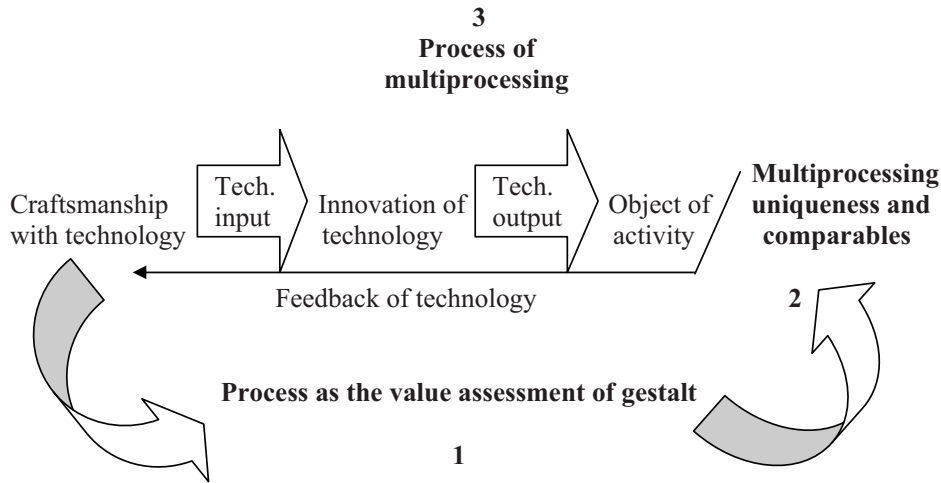 3
Process of
multiprocessing
Craftsmanship
with technology
Tech.
input
Innovation of
technology
Tech.
output
Object of
activity
Multiprocessing
uniqueness and
comparables
Feedback of technology
2
Process as the value assessment of gestalt
1